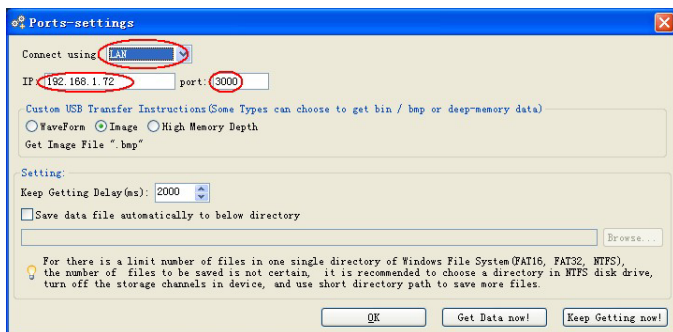 Ports-settings
Connect using LAN
IP: 192.168.1.72 port: 3000
Custom USB Transfer Instructions(Some Types can choose to get bin / bmp or deep-memory data)
WaveForm Image High Memory Depth
Get Image File ".bmp"
Setting:
Keep Getting Delay(ms): 2000
Save data file automatically to below directory
Browse...
For there is a limit number of files in one single directory of Windows File System(FAT16, FAT32, NTFS),
the number of files to be saved is not certain, it is recommended to choose a directory in NTFS disk drive,
turn off the storage channels in device, and use short directory path to save more files.
OK Get Data now! Keep Getting now!